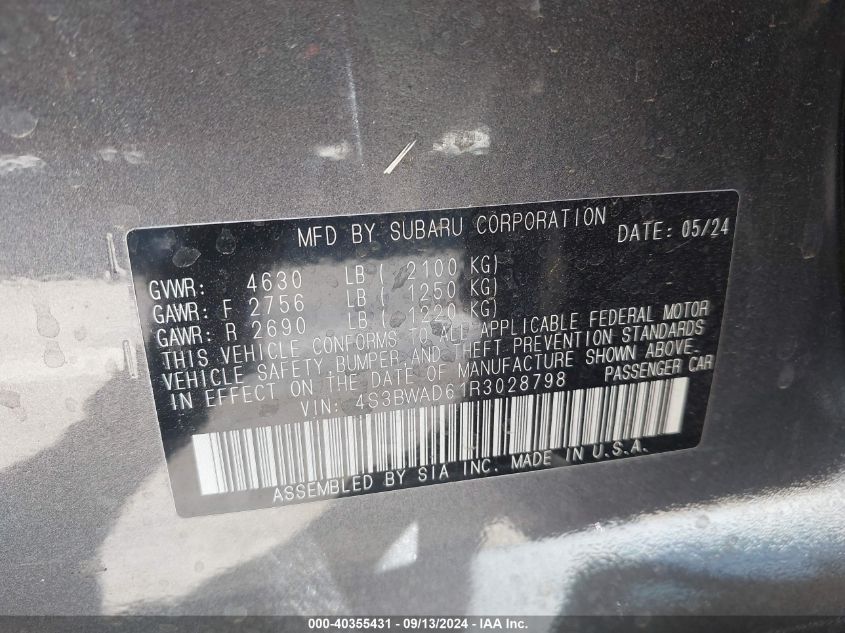 MFD BY SUBARU CORPORATION DATE: 05/24
GVWR: 4630 LB ( 2100 KG)
GAWR: F 2756 LB ( 1250 KG)
GAWR: R 2690 LB ( 1220 KG)
THIS VEHICLE CONFORMS TO ALL APPLICABLE FEDERAL MOTOR
VEHICLE SAFETY,BUMPER AND THEFT PREVENTION STANDARDS
IN EFFECT ON THE DATE OF MANUFACTURE SHOWN ABOVE.
VIN: 4S3BWAD61R3028798 PASSENGER CAR
ASSEMBLED BY SIA INC. MADE IN U.S.A.
000-40355431 - 09/13/2024 - IAA Inc.